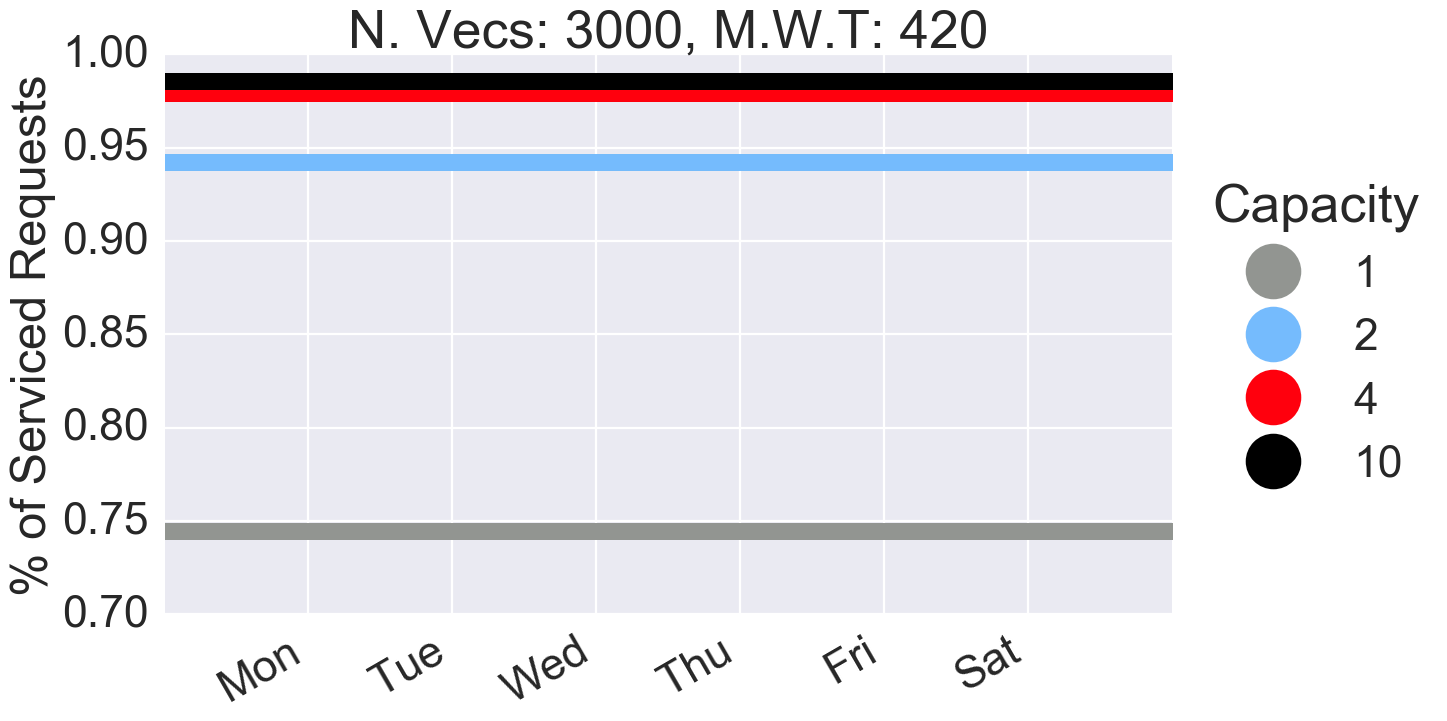 N. Vecs: 3000, M.W.T: 420
% of Serviced Requests
1.00
0.95
0.90
0.85
0.80
0.75
0.70
Mon
Tue
Wed
Thu
Fri
Sat
Capacity
1
2
4
10